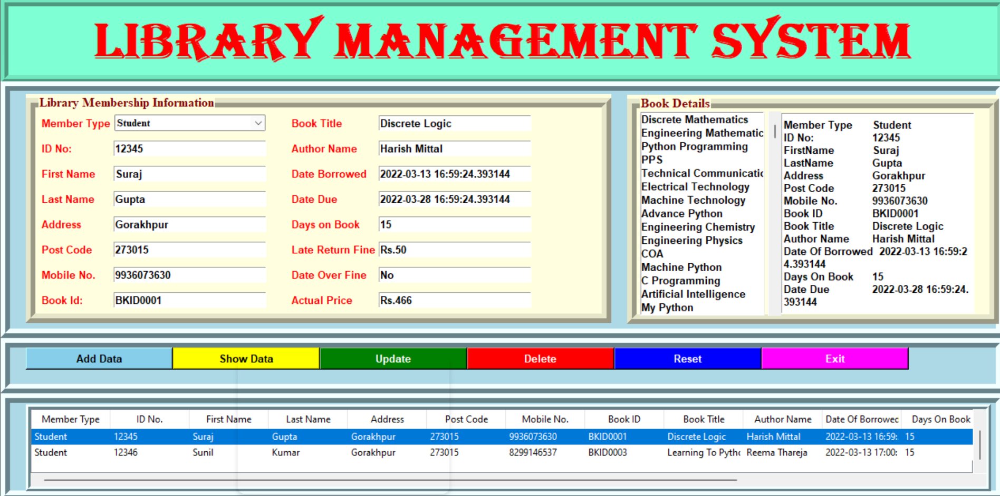 LIBRARY MANAGEMENT SYSTEM
Library Membership Information
Member Type Student
ID No: 12345
First Name Suraj
Last Name Gupta
Address Gorakhpur
Post Code 273015
Mobile No. 9936073630
Book Id: BKID0001
Book Title Discrete Logic
Author Name Harish Mittal
Date Borrowed 2022-03-13 16:59:24.393144
Date Due 2022-03-28 16:59:24.393144
Days on Book 15
Late Return Fine Rs.50
Date Over Fine No
Actual Price Rs.466
Book Details
Discrete Mathematics
Engineering Mathematic
Python Programming
PPS
Technical Communicatic
Electrical Technology
Machine Technology
Advance Python
Engineering Chemistry
Engineering Physics
COA
Machine Python
C Programming
Artificial Intelligence
My Python
Member Type Student
ID No: 12345
FirstName Suraj
LastName Gupta
Address Gorakhpur
Post Code 273015
Mobile No. 9936073630
Book ID BKID0001
Book Title Discrete Logic
Author Name Harish Mittal
Date Of Borrowed 2022-03-13 16:59:2
4.393144
Days On Book 15
Date Due 2022-03-28 16:59:24.
393144
Add Data Show Data Update Delete Reset Exit
Member Type ID No. First Name Last Name Address Post Code Mobile No. Book ID Book Title Author Name Date Of Borrowed Days On Book
Student 12345 Suraj Gupta Gorakhpur 273015 9936073630 BKID0001 Discrete Logic Harish Mittal 2022-03-13 16:59: 15
Student 12346 Sunil Kumar Gorakhpur 273015 8299146537 BKID0003 Learning To Pytho Reema Thareja 2022-03-13 17:00: 15